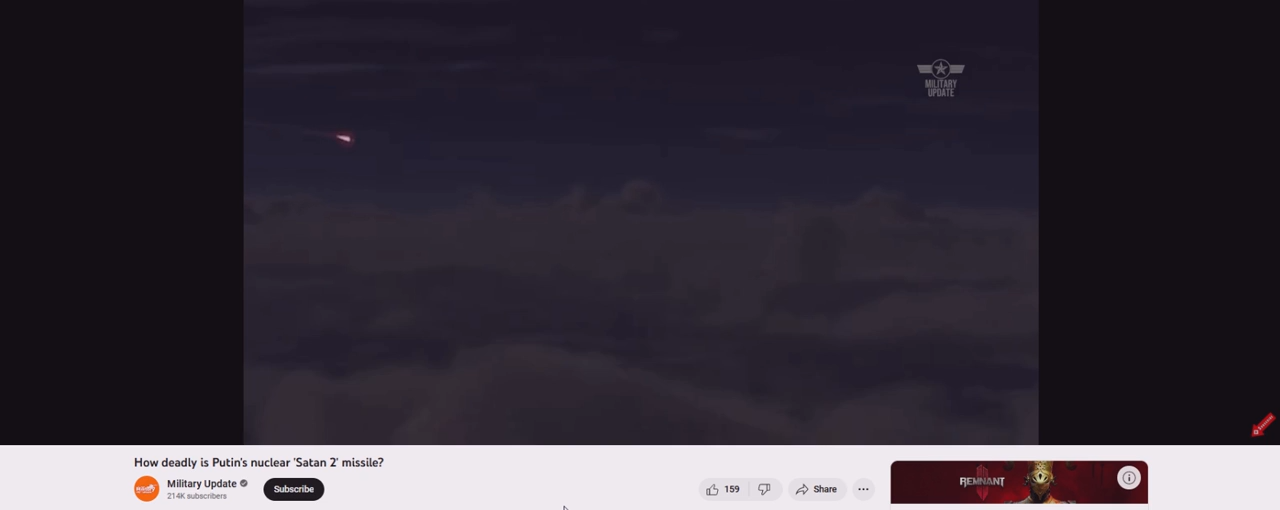 MILITARY
UPDATE
How deadly is Putin's nuclear 'Satan 2' missile?
Military Update
214K subscribers
Subscribe
159
Share
REMNANT